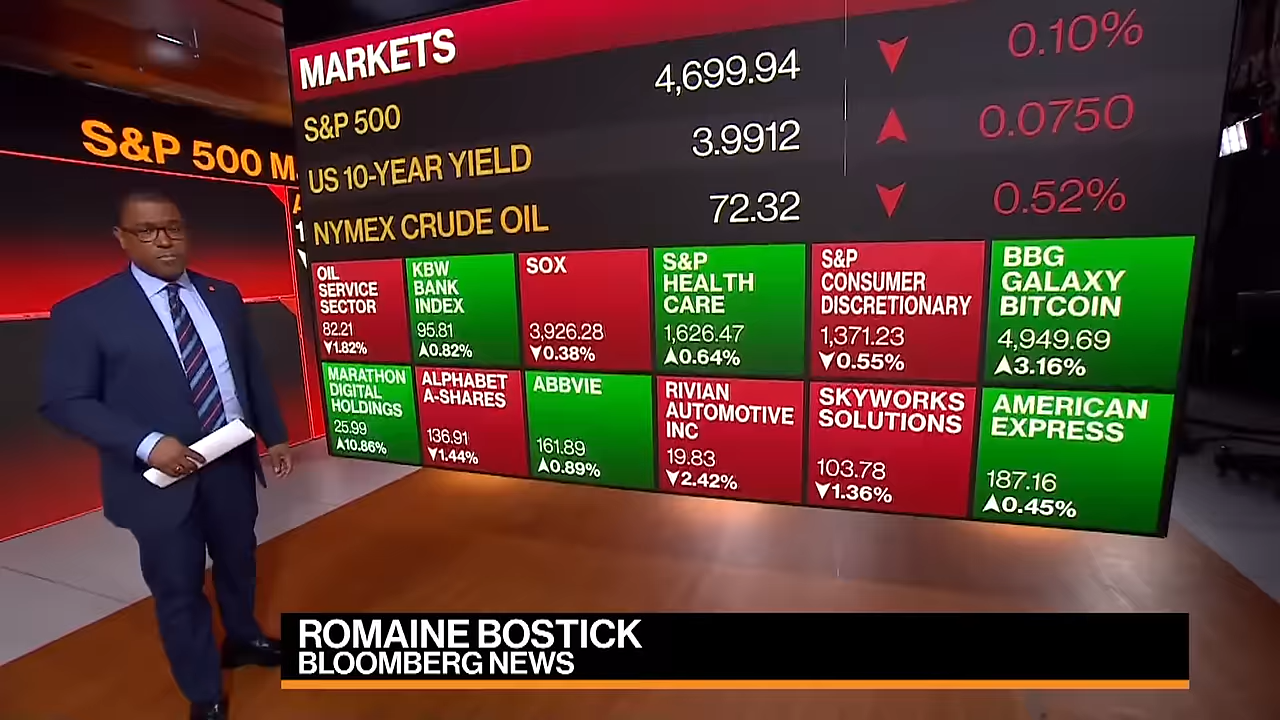 MARKETS
S&P 500 4,699.94 ▼ 0.10%
US 10-YEAR YIELD 3.9912 ▲ 0.0750
NYMEX CRUDE OIL 72.32 ▼ 0.52%
S&P 500 M
OIL
SERVICE
SECTOR
82.21
▼1.82%
KBW
BANK
INDEX
95.81
▲0.82%
SOX
3,926.28
▼0.38%
S&P
HEALTH
CARE
1,626.47
▲0.64%
S&P
CONSUMER
DISCRETIONARY
1,371.23
▼0.55%
BBG
GALAXY
BITCOIN
4,949.69
▲3.16%
MARATHON
DIGITAL
HOLDINGS
25.99
▲10.86%
ALPHABET
A-SHARES
136.91
▼1.44%
ABBVIE
161.89
▲0.89%
RIVIAN
AUTOMOTIVE
INC
19.83
▼2.42%
SKYWORKS
SOLUTIONS
103.78
▼1.36%
AMERICAN
EXPRESS
187.16
▲0.45%
ROMAINE BOSTICK
BLOOMBERG NEWS